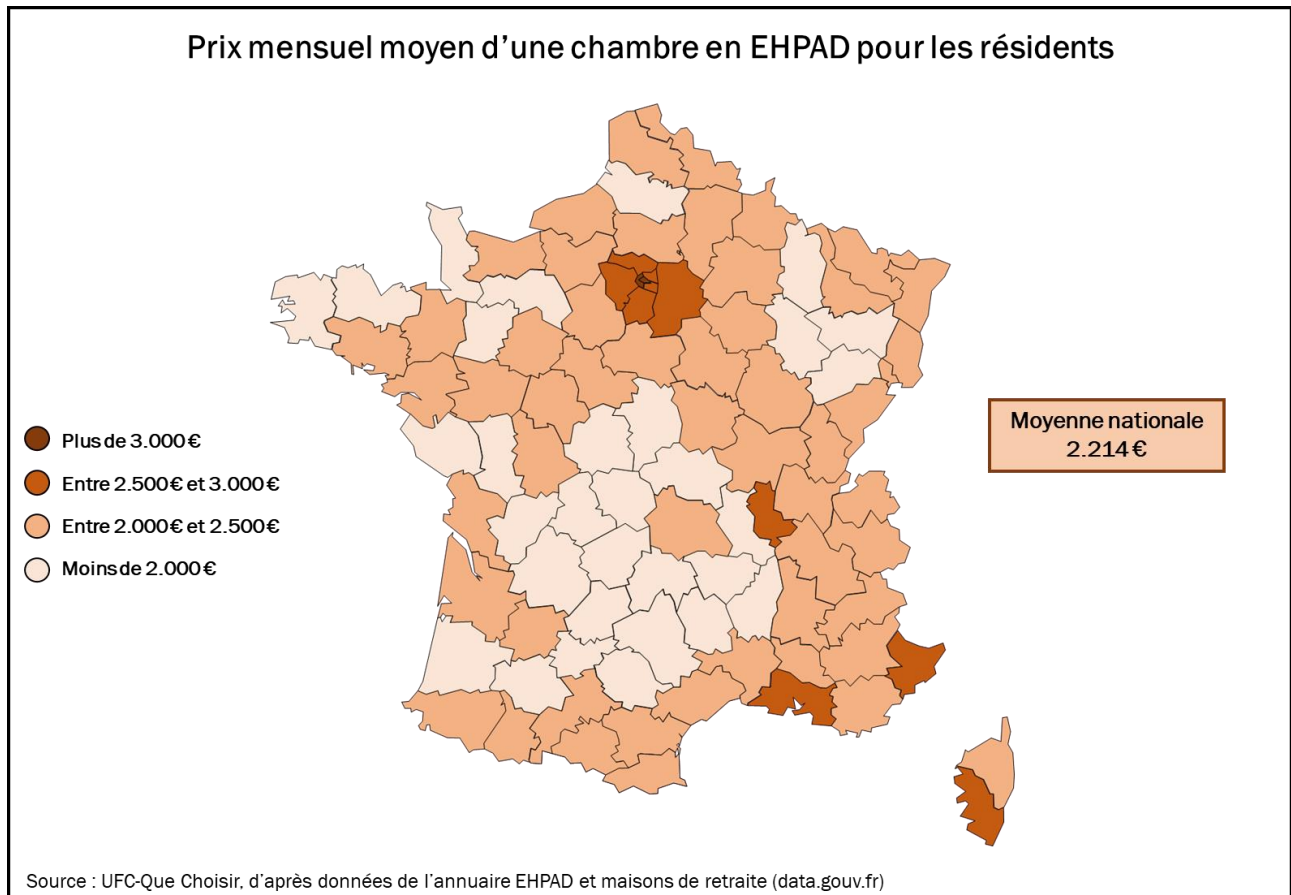 Prix mensuel moyen d’une chambre en EHPAD pour les résidents
Plus de 3.000 €
Entre 2.500 € et 3.000 €
Entre 2.000 € et 2.500 €
Moins de 2.000 €
Moyenne nationale
2.214 €
Source : UFC-Que Choisir, d’après données de l’annuaire EHPAD et maisons de retraite (data.gouv.fr)